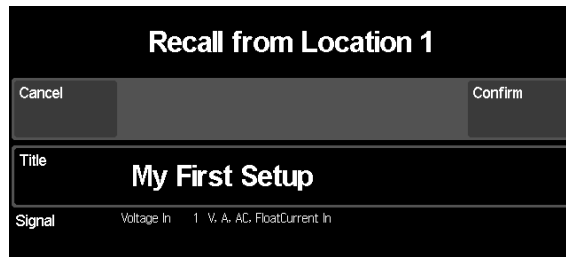 Recall from Location 1
Cancel Confirm
Title My First Setup
Signal Voltage In 1 V, A, AC, FloatCurrent In